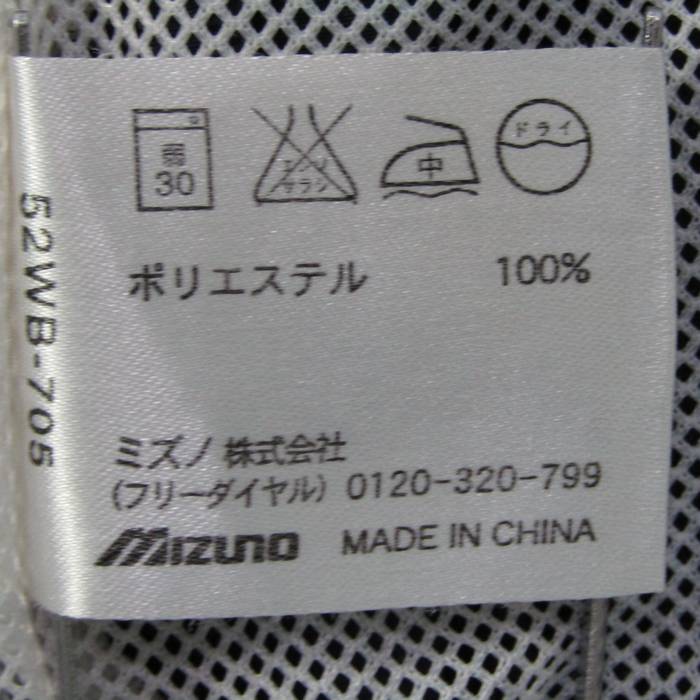 弱
30
エンソ
サラシ
中
ドライ
ポリエステル 100%
ミズノ株式会社
(フリーダイヤル) 0120-320-799
MIZUNO MADE IN CHINA
52WB-705